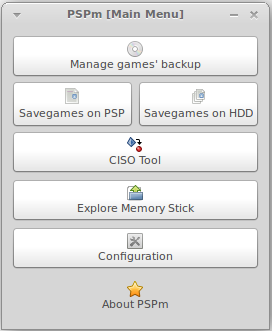 PSPm [Main Menu]
Manage games' backup
Savegames on PSP
Savegames on HDD
CISO Tool
Explore Memory Stick
Configuration
About PSPm